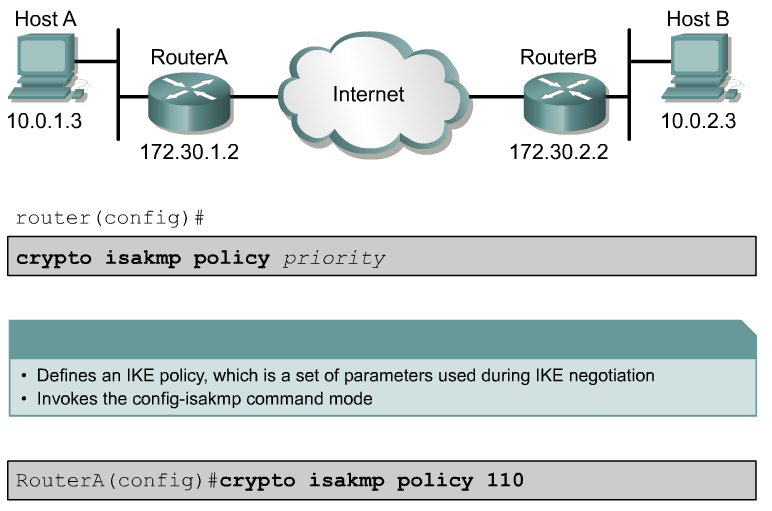 Host A
Host B
RouterA
RouterB
Internet
10.0.1.3
10.0.2.3
172.30.1.2
172.30.2.2
router(config)#
crypto isakmp policy priority
• Defines an IKE policy, which is a set of parameters used during IKE negotiation
• Invokes the config-isakmp command mode
RouterA(config)#crypto isakmp policy 110